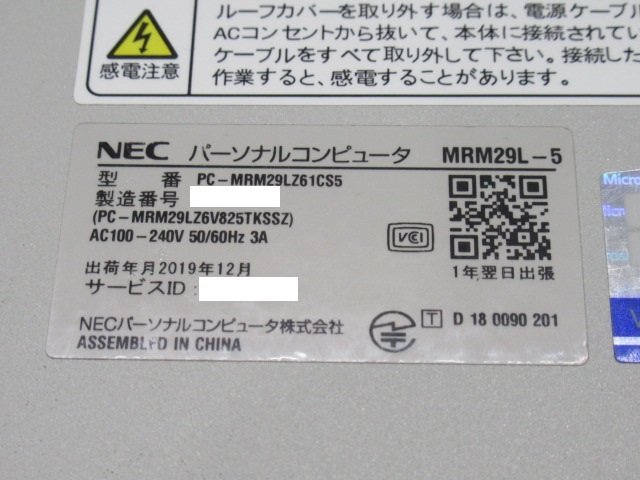 ルーフカバーを取り外す場合は、電源ケーブル
ACコンセントから抜いて、本体に接続されてい
ケーブルをすべて取り外して下さい。接続した
作業すると、感電することがあります。
感電注意
NEC パーソナルコンピュータ MRM29L-5
型 番 PC-MRM29LZ61CS5
製造番号
(PC-MRM29LZ6V825TKSSZ)
AC100-240V 50/60Hz 3A
VCCI
1年翌日出張
出荷年月2019年12月
サービスID:
NECパーソナルコンピュータ株式会社
ASSEMBLED IN CHINA
T D 18 0090 201
Micros